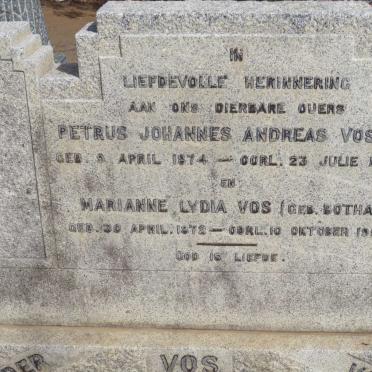 IN
LIEFDEVOLLE HERINNERING
AAN ONS DIERBARE OUERS
PETRUS JOHANNES ANDREAS VOS
GEB. 8 APRIL 1874 — OORL. 23 JULIE
EN
MARIANNE LYDIA VOS (GEB. BOTHA
GEB. 30 APRIL. 1872 — OORL. 10 OKTOBER
GOD IS LIEFDE.
VOS